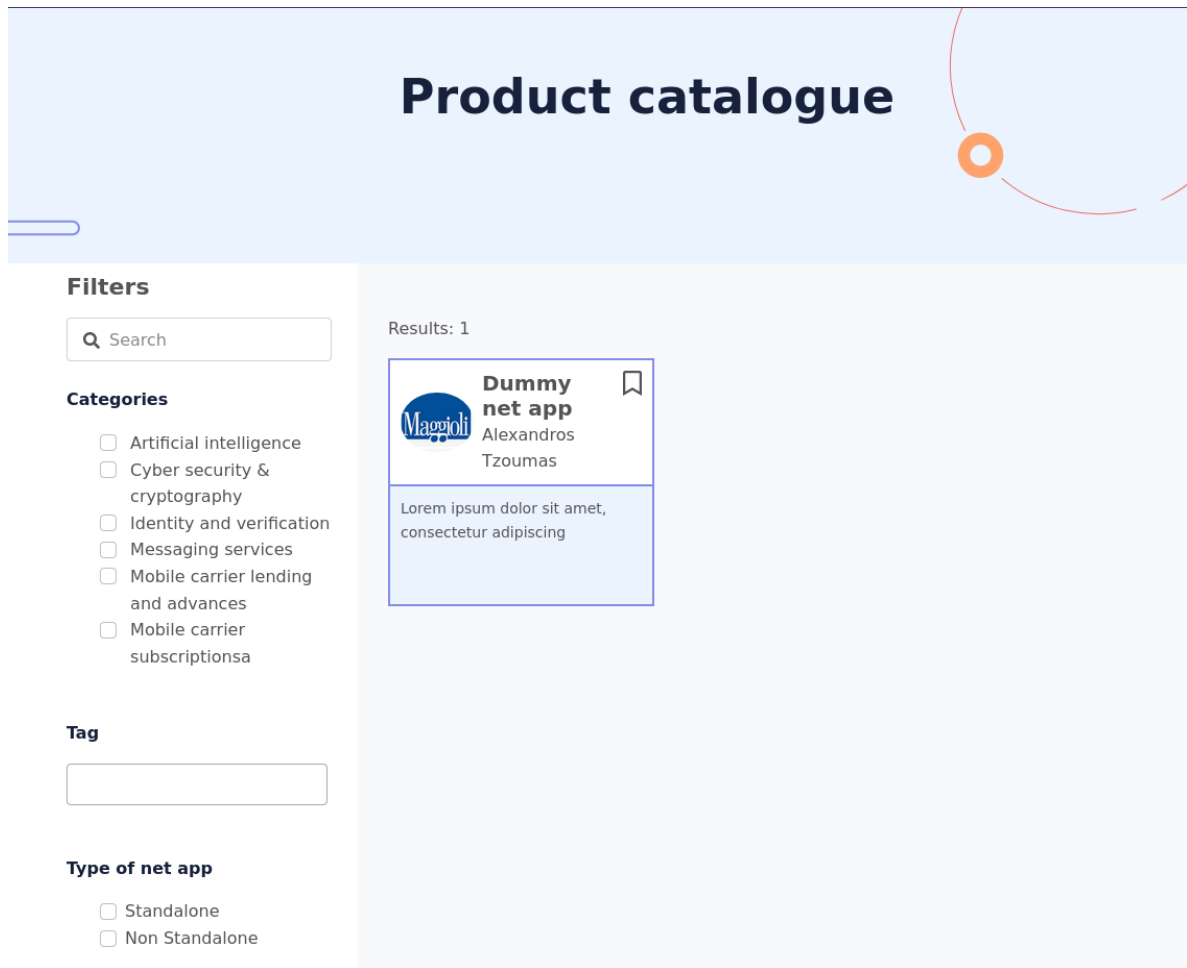 Product catalogue
Filters
Search
Categories
Artificial intelligence
Cyber security &
cryptography
Identity and verification
Messaging services
Mobile carrier lending
and advances
Mobile carrier
subscriptionsa
Tag
Type of net app
Standalone
Non Standalone
Results: 1
Maggioli
Dummy
net app
Alexandros
Tzoumas
Lorem ipsum dolor sit amet,
consectetur adipiscing